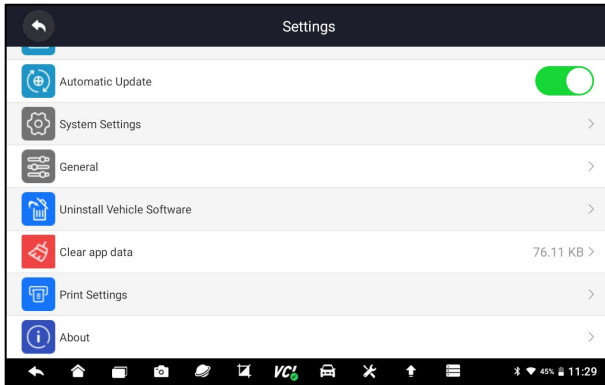 Settings
Automatic Update
System Settings
General
Uninstall Vehicle Software
Clear app data 76.11 KB
Print Settings
About
VCI 45% 11:29